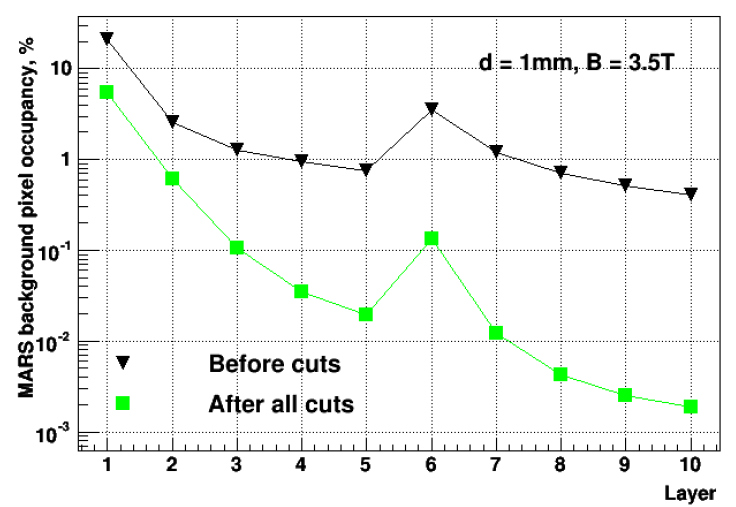 MARS background pixel occupancy, %
d = 1mm, B = 3.5T
10
1
10^-1
10^-2
10^-3
Before cuts
After all cuts
1 2 3 4 5 6 7 8 9 10
Layer